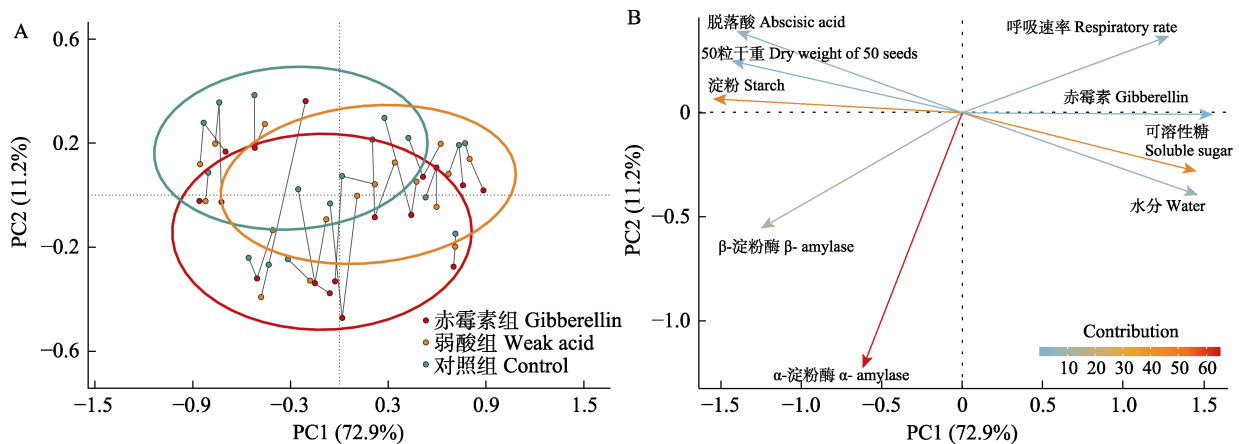 A
0.6
0.2
−0.2
−0.6
PC2 (11.2%)
−1.5
−0.9
−0.3
0.3
0.9
1.5
PC1 (72.9%)
赤霉素组 Gibberellin
弱酸组 Weak acid
对照组 Control
B
脱落酸 Abscisic acid
50粒干重 Dry weight of 50 seeds
淀粉 Starch
呼吸速率 Respiratory rate
赤霉素 Gibberellin
可溶性糖
Soluble sugar
水分 Water
β-淀粉酶 β- amylase
α-淀粉酶 α- amylase
0
−0.5
−1.0
PC2 (11.2%)
Contribution
10 20 30 40 50 60
−1.5
−1.0
−0.5
0
0.5
1.0
1.5
PC1 (72.9%)